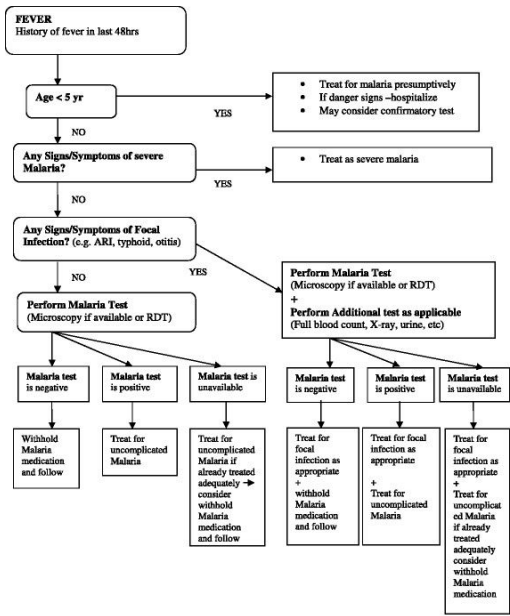 FEVER
History of fever in last 48hrs
Age < 5 yr
YES
• Treat for malaria presumptively
• If danger signs –hospitalize
• May consider confirmatory test
NO
Any Signs/Symptoms of severe
Malaria?
YES
• Treat as severe malaria
NO
Any Signs/Symptoms of Focal
Infection? (e.g. ARI, typhoid, otitis)
NO
YES
Perform Malaria Test
(Microscopy if available or RDT)
Perform Malaria Test
(Microscopy if available or RDT)
+
Perform Additional test as applicable
(Full blood count, X-ray, urine, etc)
Malaria test
is negative
Malaria test
is positive
Malaria test is
unavailable
Malaria test
is negative
Malaria test
is positive
Malaria test
is unavailable
Withhold
Malaria
medication
and follow
Treat for
uncomplicated
Malaria
Treat for
uncomplicated
Malaria if
already treated
adequately →
consider
withhold
Malaria
medication
and follow
Treat for
focal
infection as
appropriate
+
withhold
Malaria
medication
and follow
Treat for focal
infection as
appropriate
+
Treat for
uncomplicated
Malaria
Treat for
focal
infection as
appropriate
+
Treat for
uncomplicat
ed Malaria
if already
treated
adequately
consider
withhold
Malaria
medication